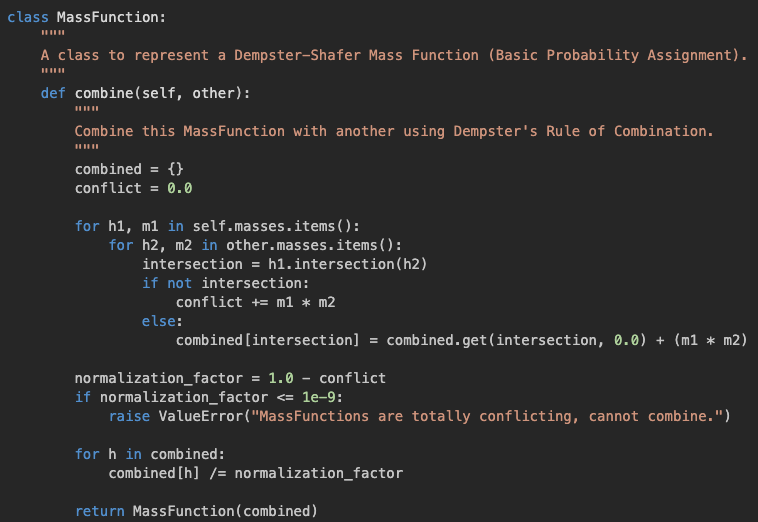 class MassFunction:
    """
    A class to represent a Dempster-Shafer Mass Function (Basic Probability Assignment).
    """
    def combine(self, other):
        """
        Combine this MassFunction with another using Dempster's Rule of Combination.
        """
        combined = {}
        conflict = 0.0

        for h1, m1 in self.masses.items():
            for h2, m2 in other.masses.items():
                intersection = h1.intersection(h2)
                if not intersection:
                    conflict += m1 * m2
                else:
                    combined[intersection] = combined.get(intersection, 0.0) + (m1 * m2)

        normalization_factor = 1.0 - conflict
        if normalization_factor <= 1e-9:
            raise ValueError("MassFunctions are totally conflicting, cannot combine.")

        for h in combined:
            combined[h] /= normalization_factor

        return MassFunction(combined)